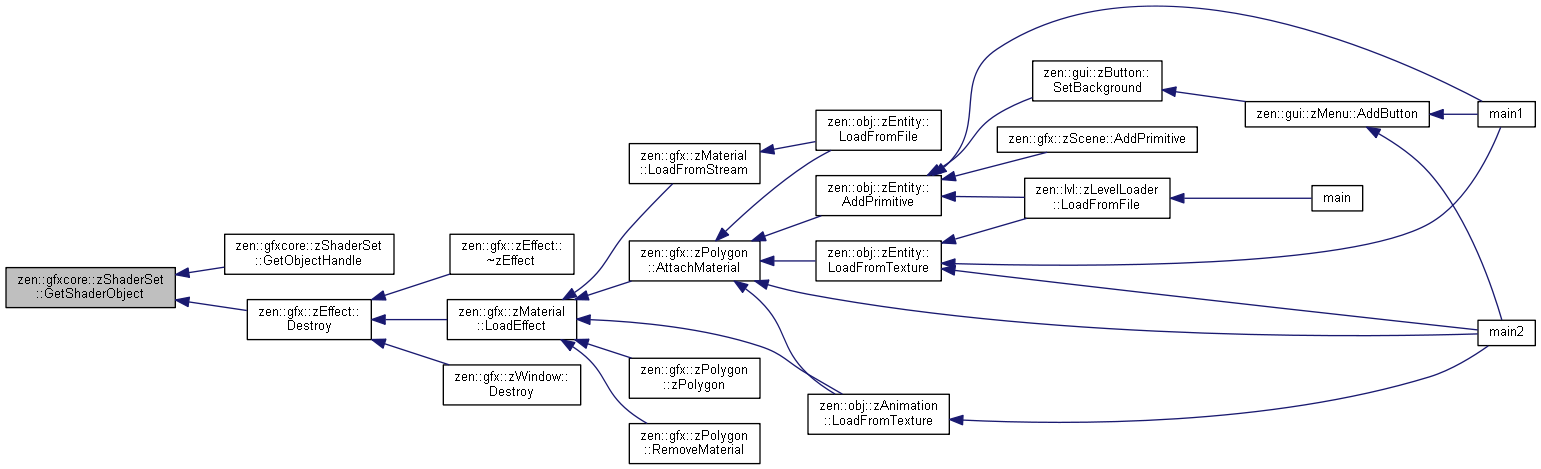 zen::gfxcore::zShaderSet
::GetShaderObject
zen::gfxcore::zShaderSet
::GetObjectHandle
zen::gfx::zEffect::
Destroy
zen::gfx::zEffect::
~zEffect
zen::gfx::zMaterial
::LoadEffect
zen::gfx::zWindow::
Destroy
zen::gfx::zMaterial
::LoadFromStream
zen::gfx::zPolygon
::AttachMaterial
zen::gfx::zPolygon
::zPolygon
zen::gfx::zPolygon
::RemoveMaterial
zen::obj::zEntity::
LoadFromFile
zen::obj::zEntity::
AddPrimitive
zen::obj::zEntity::
LoadFromTexture
zen::obj::zAnimation
::LoadFromTexture
zen::gui::zButton::
SetBackground
zen::gfx::zScene::AddPrimitive
zen::lvl::zLevelLoader
::LoadFromFile
zen::gui::zMenu::AddButton
main
main1
main2